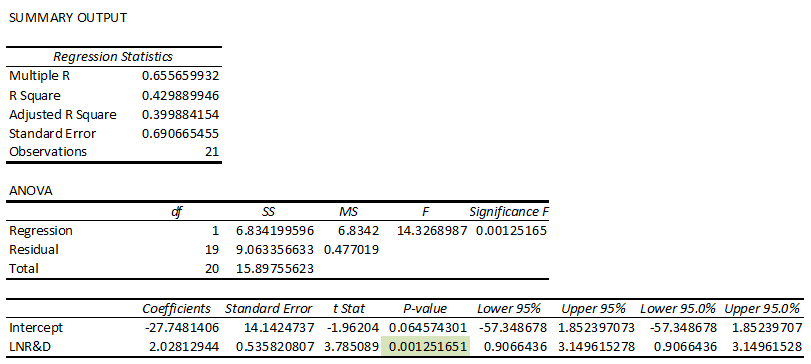 SUMMARY OUTPUT
Regression Statistics
Multiple R 0.655659932
R Square 0.429889946
Adjusted R Square 0.399884154
Standard Error 0.690665455
Observations 21
ANOVA
df SS MS F Significance F
Regression 1 6.834199596 6.8342 14.3268987 0.00125165
Residual 19 9.063356633 0.477019
Total 20 15.89755623
Coefficients Standard Error t Stat P-value Lower 95% Upper 95% Lower 95.0% Upper 95.0%
Intercept -27.7481406 14.1424737 -1.96204 0.064574301 -57.348678 1.852397073 -57.348678 1.85239707
LNR&D 2.02812944 0.535820807 3.785089 0.001251651 0.9066436 3.149615278 0.9066436 3.14961528